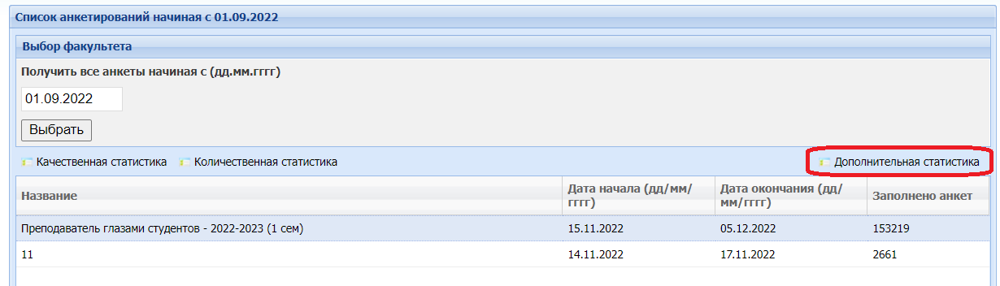 Список анкетирований начиная с 01.09.2022
Выбор факультета
Получить все анкеты начиная с (дд.мм.гггг)
01.09.2022
Выбрать
Качественная статистика Количественная статистика Дополнительная статистика
Название Дата начала (дд/мм/гггг) Дата окончания (дд/мм/гггг) Заполнено анкет
Преподаватель глазами студентов - 2022-2023 (1 сем) 15.11.2022 05.12.2022 153219
11 14.11.2022 17.11.2022 2661